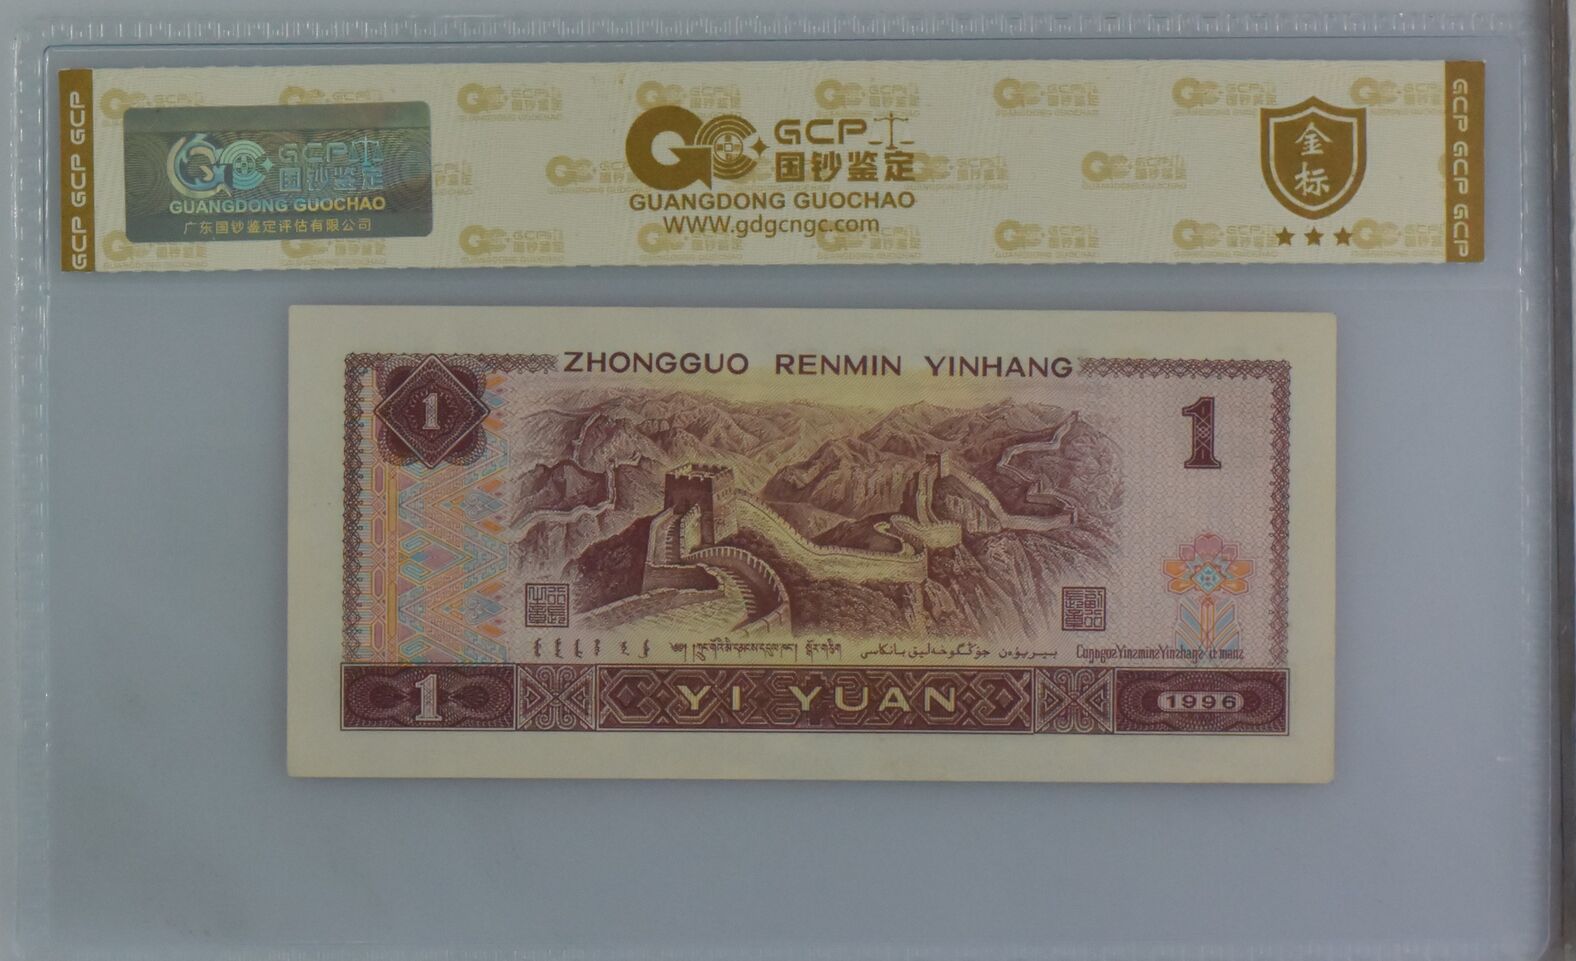 GCP GCP GCP
GCP
国钞鉴定
GUANGDONG GUOCHAO
广东国钞鉴定评估有限公司
GCP
国钞鉴定
GUANGDONG GUOCHAO
WWW.gdgcngc.com
金
标
GCP GCP GCP
ZHONGGUO RENMIN YINHANG
1
1
1
YI YUAN
1996